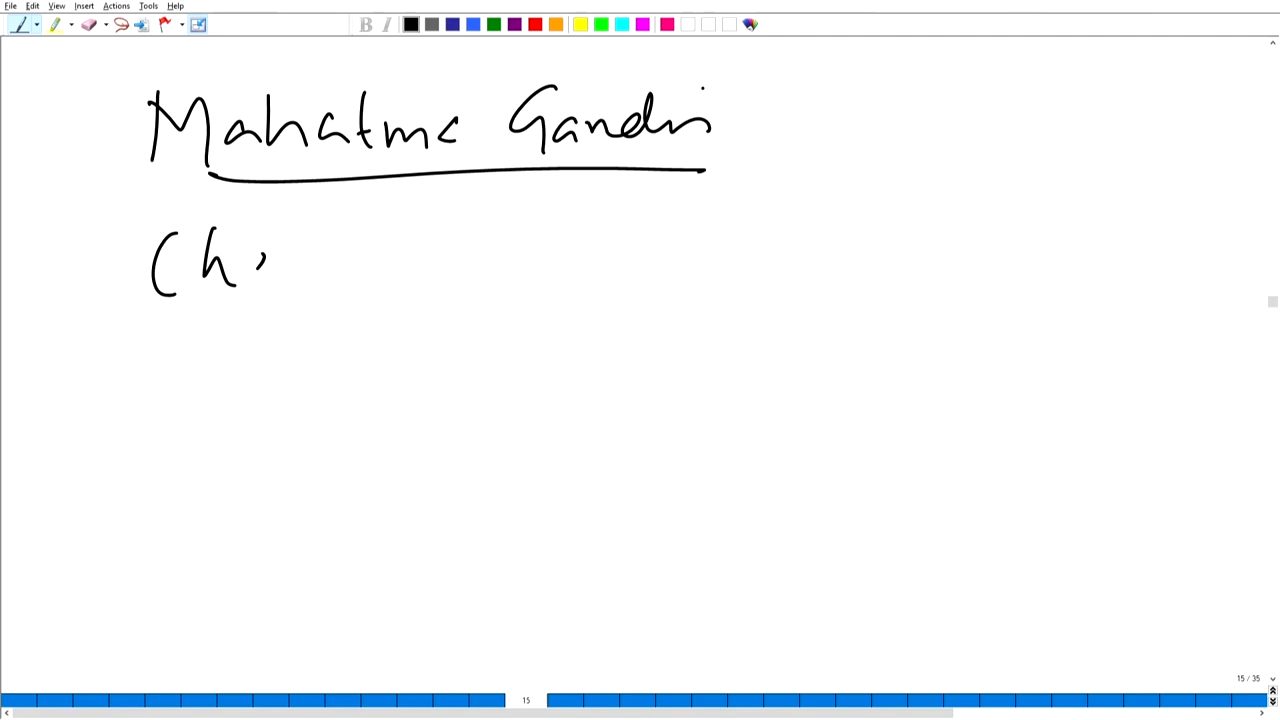 File Edit View Insert Actions Tools Help
B I
Mahatma Gandhi
Ch
15 / 35
15